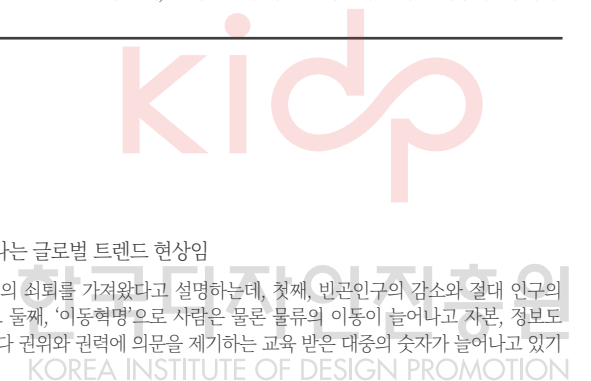 kidp
나는 글로벌 트렌드 현상임
의 쇠퇴를 가져왔다고 설명하는데, 첫째, 빈곤인구의 감소와 절대 인구의
둘째, ‘이동혁명’으로 사람은 물론 물류의 이동이 늘어나고 자본, 정보도
다 권위와 권력에 의문을 제기하는 교육 받은 대중의 숫자가 늘어나고 있기
한국디자인진흥원
KOREA INSTITUTE OF DESIGN PROMOTION